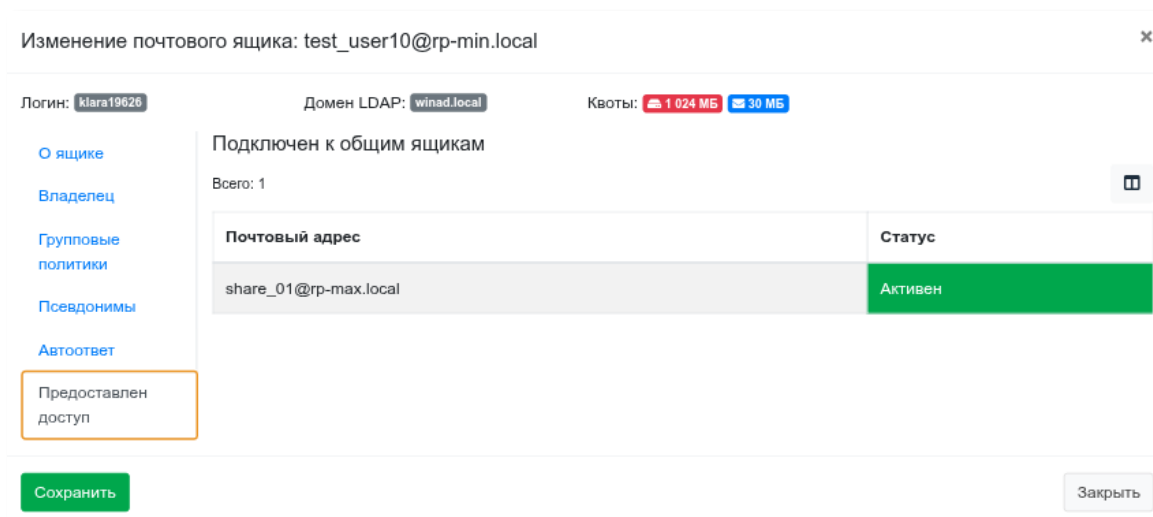 Изменение почтового ящика: test_user10@rp-min.local
×
Логин: klara19626 Домен LDAP: winad.local Квоты: 1 024 МБ 30 МБ
О ящике
Владелец
Групповые
политики
Псевдонимы
Автоответ
Предоставлен
доступ
Подключен к общим ящикам
Всего: 1
Почтовый адрес Статус
share_01@rp-max.local Активен
Сохранить Закрыть